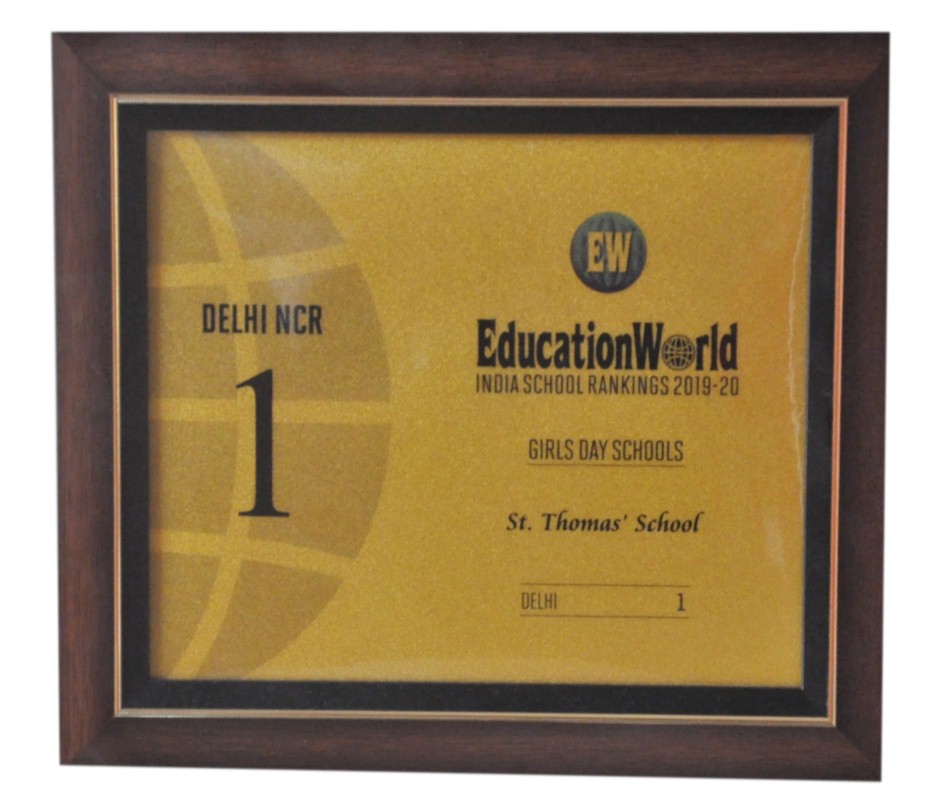 DELHI NCR
1
EW
EducationWorld
INDIA SCHOOL RANKINGS 2019-20
GIRLS DAY SCHOOLS
St. Thomas' School
DELHI 1